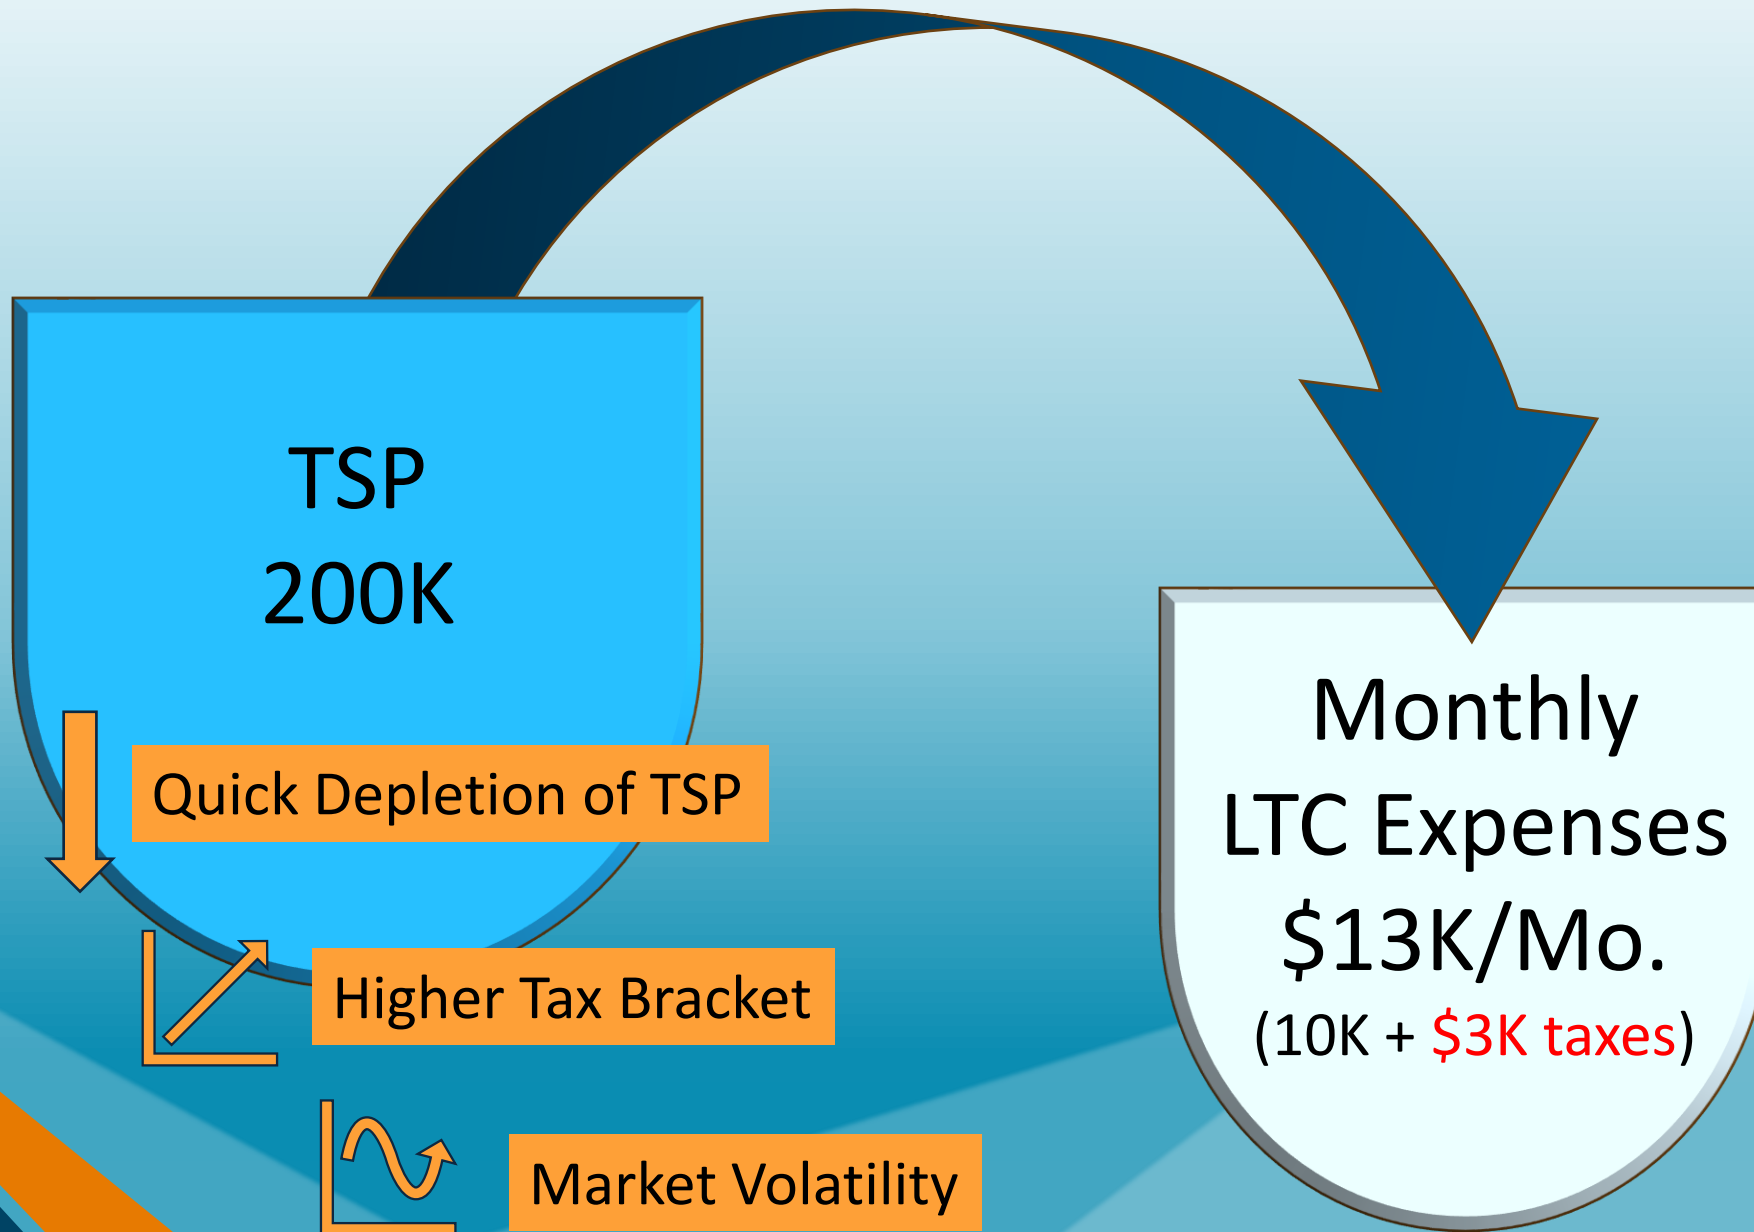 TSP
200K
Quick Depletion of TSP
Higher Tax Bracket
Market Volatility
Monthly
LTC Expenses
$13K/Mo.
(10K + $3K taxes)